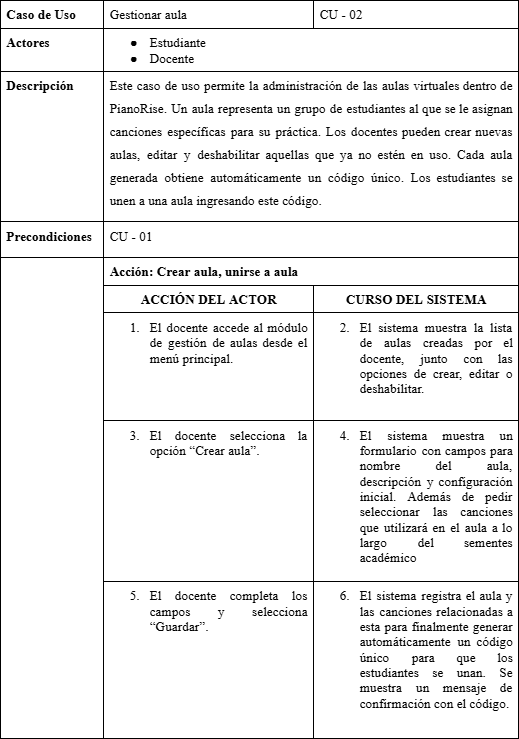 Caso de Uso Gestionar aula CU - 02
Actores ● Estudiante
● Docente
Descripción Este caso de uso permite la administración de las aulas virtuales dentro de
PianoRise. Un aula representa un grupo de estudiantes al que se le asignan
canciones específicas para su práctica. Los docentes pueden crear nuevas
aulas, editar y deshabilitar aquellas que ya no estén en uso. Cada aula
generada obtiene automáticamente un código único. Los estudiantes se
unen a una aula ingresando este código.
Precondiciones CU - 01
Acción: Crear aula, unirse a aula
ACCIÓN DEL ACTOR CURSO DEL SISTEMA
1. El docente accede al módulo
de gestión de aulas desde el
menú principal.
2. El sistema muestra la lista
de aulas creadas por el
docente, junto con las
opciones de crear, editar o
deshabilitar.
3. El docente selecciona la
opción “Crear aula”.
4. El sistema muestra un
formulario con campos para
nombre del aula,
descripción y configuración
inicial. Además de pedir
seleccionar las canciones
que utilizará en el aula a lo
largo del sementes
académico
5. El docente completa los
campos y selecciona
“Guardar”.
6. El sistema registra el aula y
las canciones relacionadas a
esta para finalmente generar
automáticamente un código
único para que los
estudiantes se unan. Se
muestra un mensaje de
confirmación con el código.